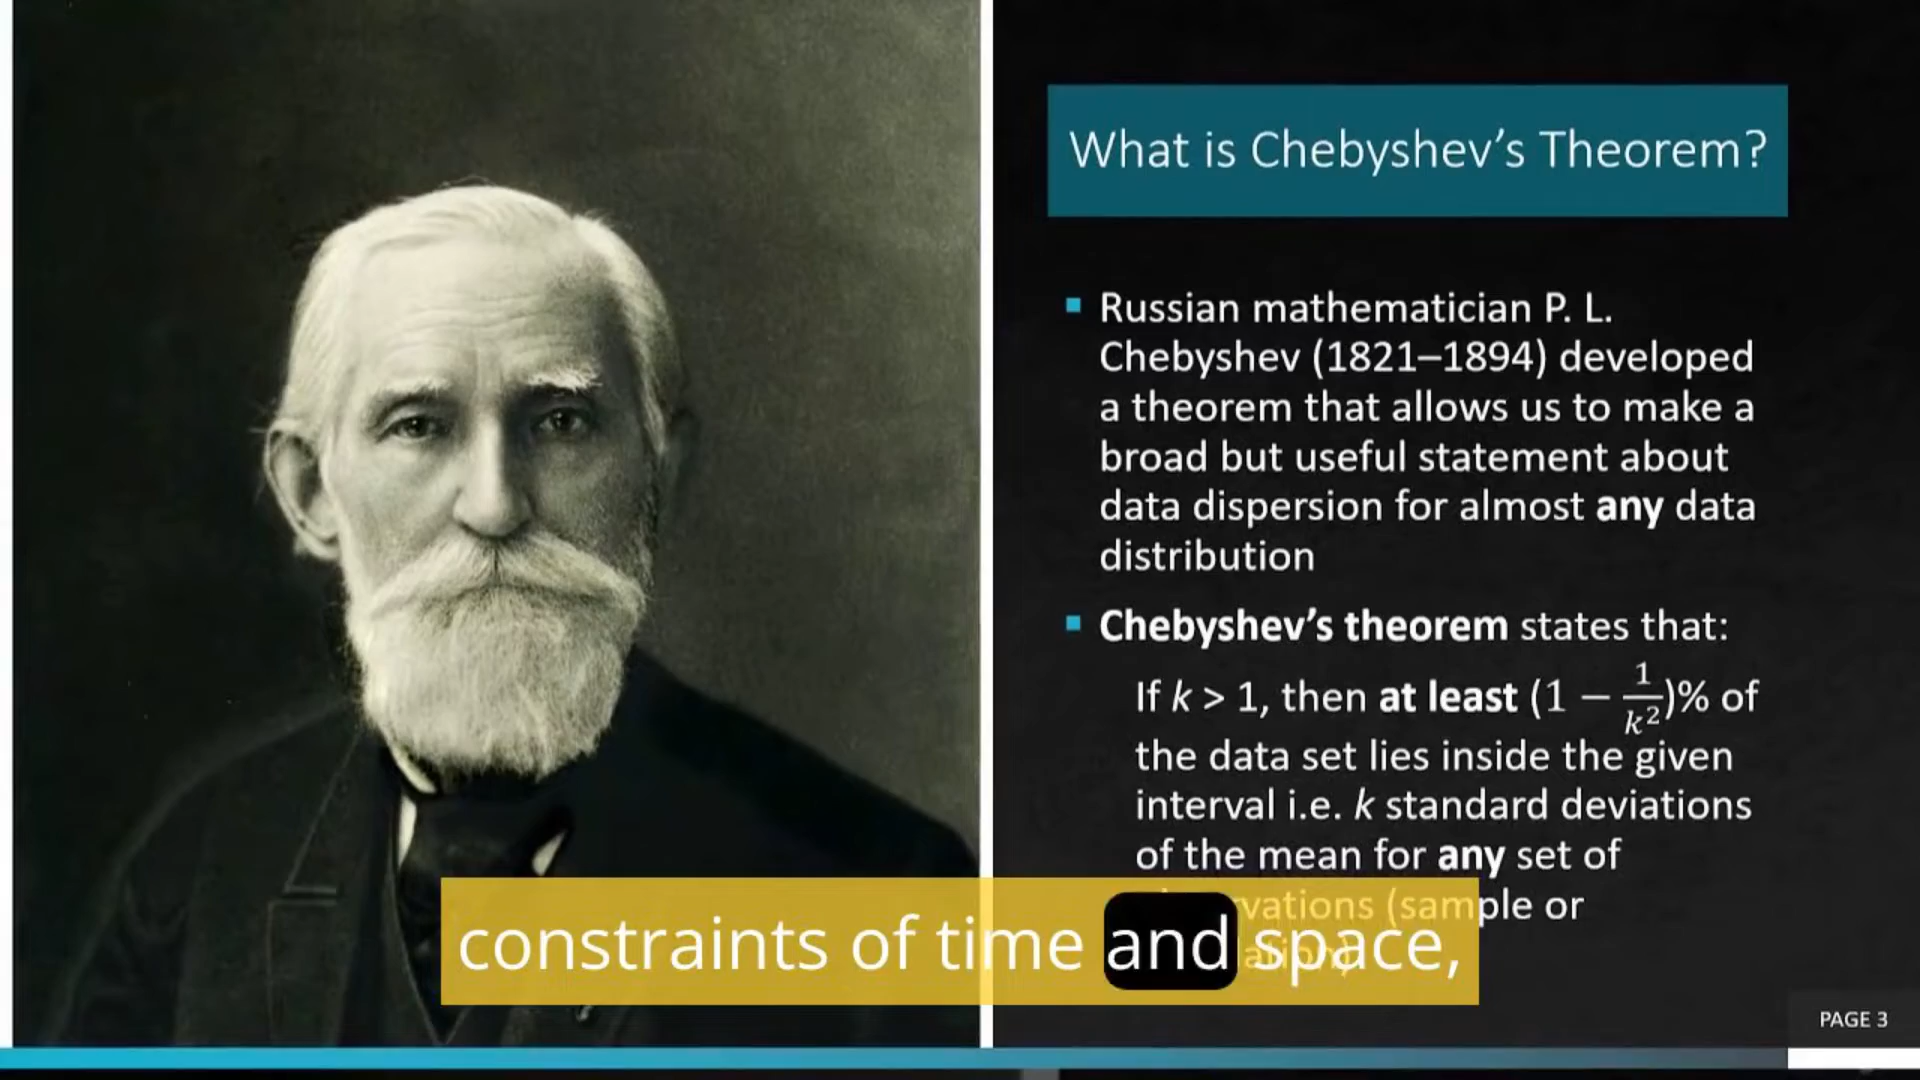 What is Chebyshev’s Theorem?
Russian mathematician P. L.
Chebyshev (1821–1894) developed
a theorem that allows us to make a
broad but useful statement about
data dispersion for almost any data
distribution
Chebyshev’s theorem states that:
If k > 1, then at least (1 − 1/k²)% of
the data set lies inside the given
interval i.e. k standard deviations
of the mean for any set of
(sample or
constraints of time and space,
PAGE 3